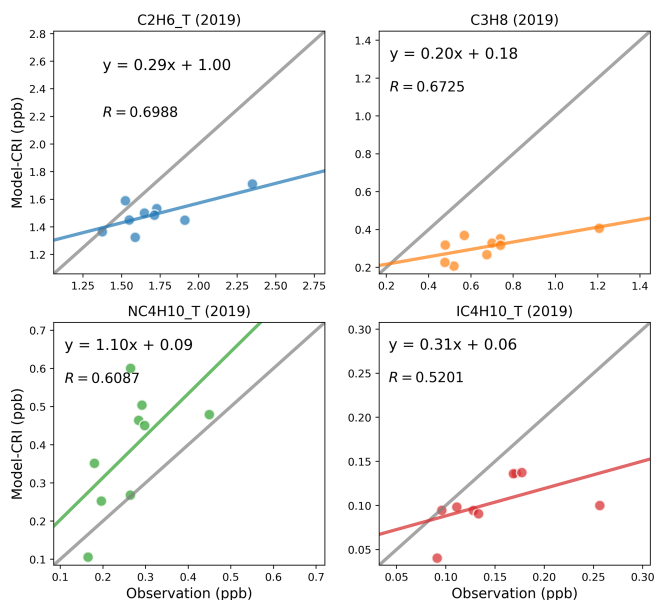 C2H6_T (2019)
y = 0.29x + 1.00
R = 0.6988
Model-CRI (ppb)
2.8
2.6
2.4
2.2
2.0
1.8
1.6
1.4
1.2
1.25 1.50 1.75 2.00 2.25 2.50 2.75
C3H8 (2019)
y = 0.20x + 0.18
R = 0.6725
1.4
1.2
1.0
0.8
0.6
0.4
0.2
0.2 0.4 0.6 0.8 1.0 1.2 1.4
NC4H10_T (2019)
y = 1.10x + 0.09
R = 0.6087
Model-CRI (ppb)
0.7
0.6
0.5
0.4
0.3
0.2
0.1
0.1 0.2 0.3 0.4 0.5 0.6 0.7
Observation (ppb)
IC4H10_T (2019)
y = 0.31x + 0.06
R = 0.5201
0.30
0.25
0.20
0.15
0.10
0.05
0.05 0.10 0.15 0.20 0.25 0.30
Observation (ppb)